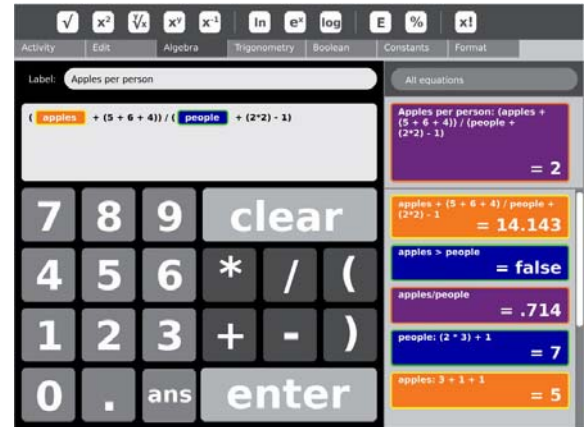 √ x² ʸ√x xʸ x⁻¹ ln eˣ log E % x!
Activity Edit Algebra Trigonometry Boolean Constants Format
Label: Apples per person
All equations
( apples + (5 + 6 + 4)) / ( people + (2*2) - 1)
Apples per person: (apples +
(5 + 6 + 4)) / (people +
(2*2) - 1)
= 2
apples + (5 + 6 + 4) / people +
(2*2) - 1
= 14.143
apples > people
= false
apples/people
= .714
people: (2 * 3) + 1
= 7
apples: 3 + 1 + 1
= 5
7 8 9 clear
4 5 6 * / (
1 2 3 + - )
0 . ans enter